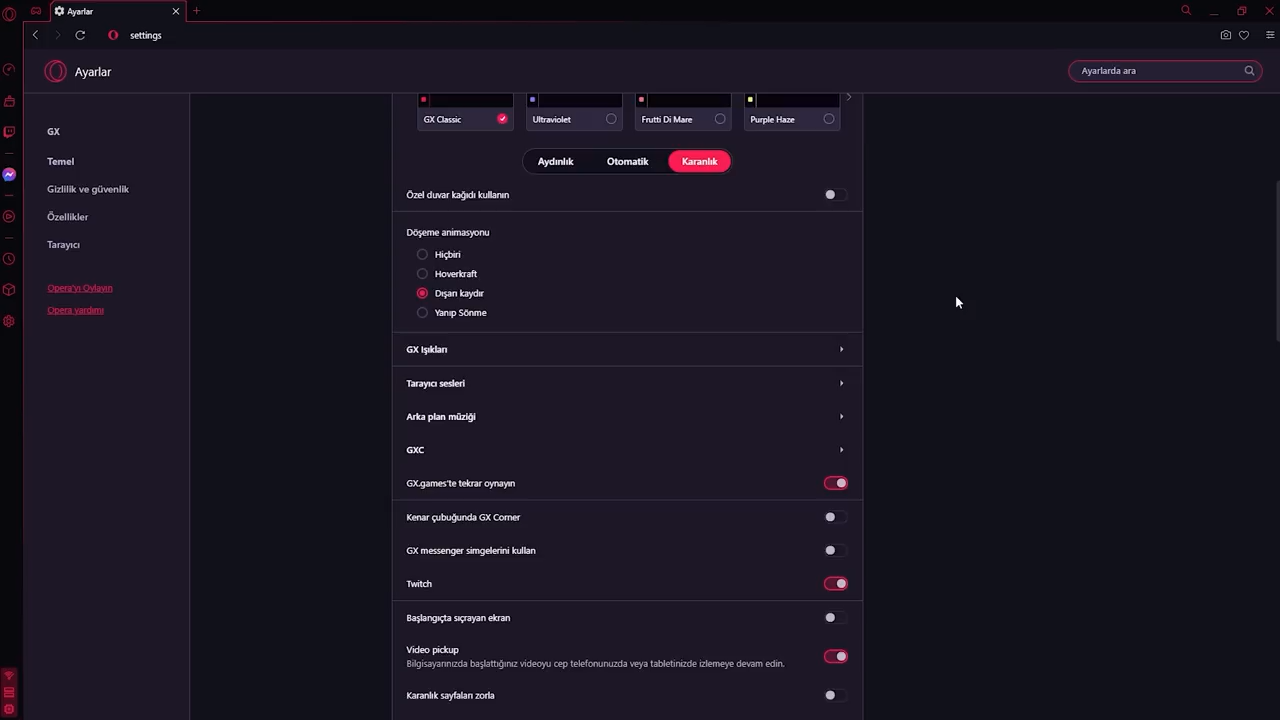 Ayarlar
settings
Ayarlar
Ayarlarda ara
GX
Temel
Gizlilik ve güvenlik
Özellikler
Tarayıcı
Opera'yı Oylayın
Opera yardımı
GX Classic
Ultraviolet
Frutti Di Mare
Purple Haze
Aydınlık
Otomatik
Karanlık
Özel duvar kağıdı kullanın
Döşeme animasyonu
Hiçbiri
Hoverkraft
Dışarı kaydır
Yanıp Sönme
GX Işıkları
Tarayıcı sesleri
Arka plan müziği
GXC
GX.games'te tekrar oynayın
Kenar çubuğunda GX Corner
GX messenger simgelerini kullan
Twitch
Başlangıçta sıçrayan ekran
Video pickup
Bilgisayarınızda başlattığınız videoyu cep telefonunuzda veya tabletinizde izlemeye devam edin.
Karanlık sayfaları zorla